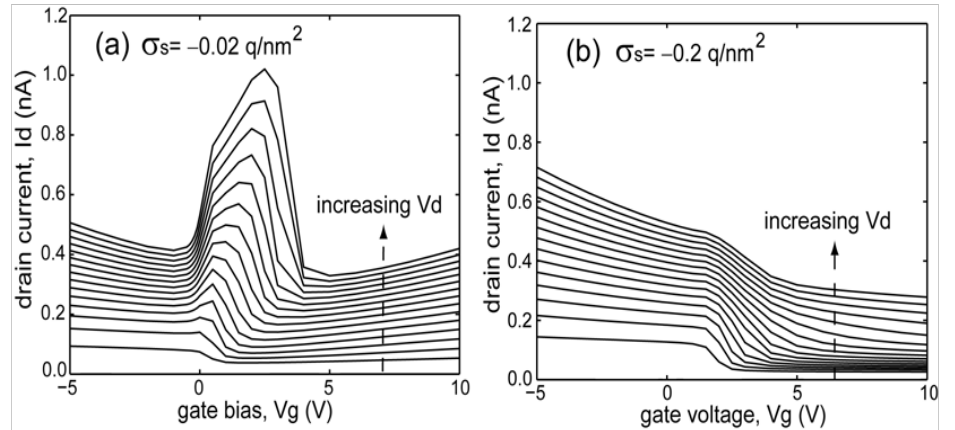 (a) σs= −0.02 q/nm²
drain current, Id (nA)
1.2
1.0
0.8
0.6
0.4
0.2
0.0
increasing Vd
−5
0
5
10
gate bias, Vg (V)
(b) σs= −0.2 q/nm²
drain current, Id (nA)
1.2
1.0
0.8
0.6
0.4
0.2
0.0
increasing Vd
−5
0
5
10
gate voltage, Vg (V)